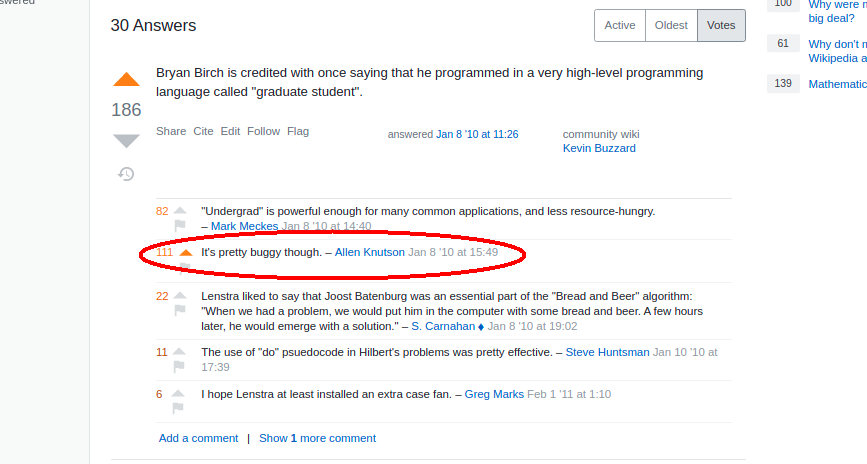 swered
30 Answers
Active Oldest Votes
100 Why were
big deal?
61 Why don't
Wikipedia a
139 Mathematic
Bryan Birch is credited with once saying that he programmed in a very high-level programming
language called "graduate student".
186
Share Cite Edit Follow Flag
answered Jan 8 '10 at 11:26
community wiki
Kevin Buzzard
82 "Undergrad" is powerful enough for many common applications, and less resource-hungry.
– Mark Meckes Jan 8 '10 at 14:40
111 It's pretty buggy though. – Allen Knutson Jan 8 '10 at 15:49
22 Lenstra liked to say that Joost Batenburg was an essential part of the "Bread and Beer" algorithm:
"When we had a problem, we would put him in the computer with some bread and beer. A few hours
later, he would emerge with a solution." – S. Carnahan ♦ Jan 8 '10 at 19:02
11 The use of "do" psuedocode in Hilbert's problems was pretty effective. – Steve Huntsman Jan 10 '10 at
17:39
6 I hope Lenstra at least installed an extra case fan. – Greg Marks Feb 1 '11 at 1:10
Add a comment | Show 1 more comment